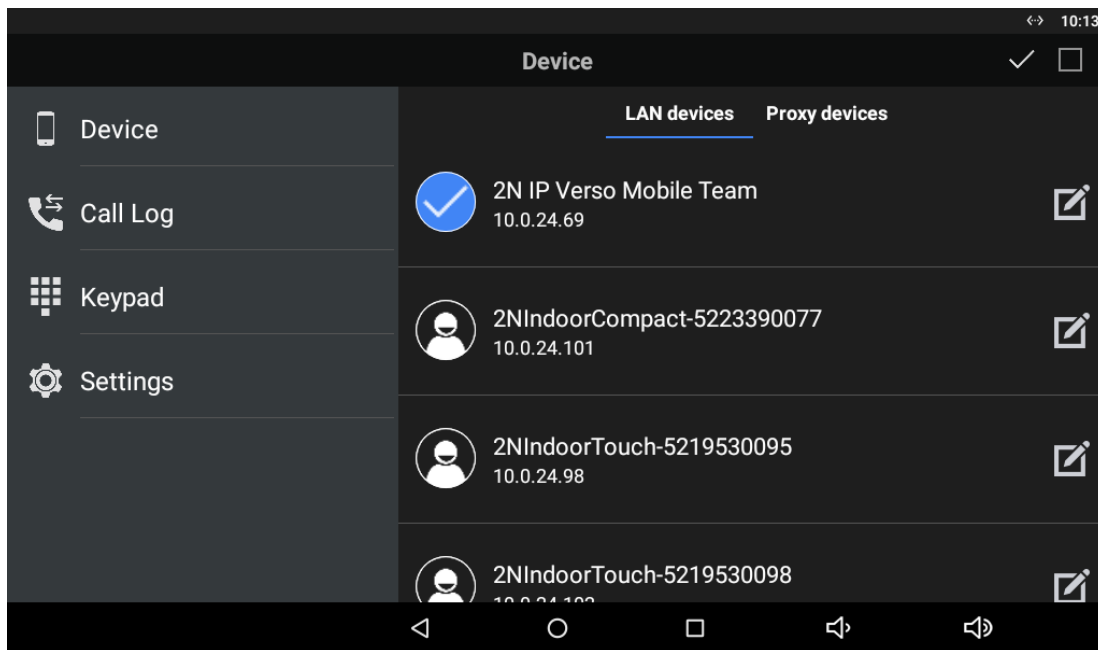 10:13
Device
LAN devices Proxy devices
Device
Call Log
Keypad
Settings
2N IP Verso Mobile Team
10.0.24.69
2NIndoorCompact-5223390077
10.0.24.101
2NIndoorTouch-5219530095
10.0.24.98
2NIndoorTouch-5219530098